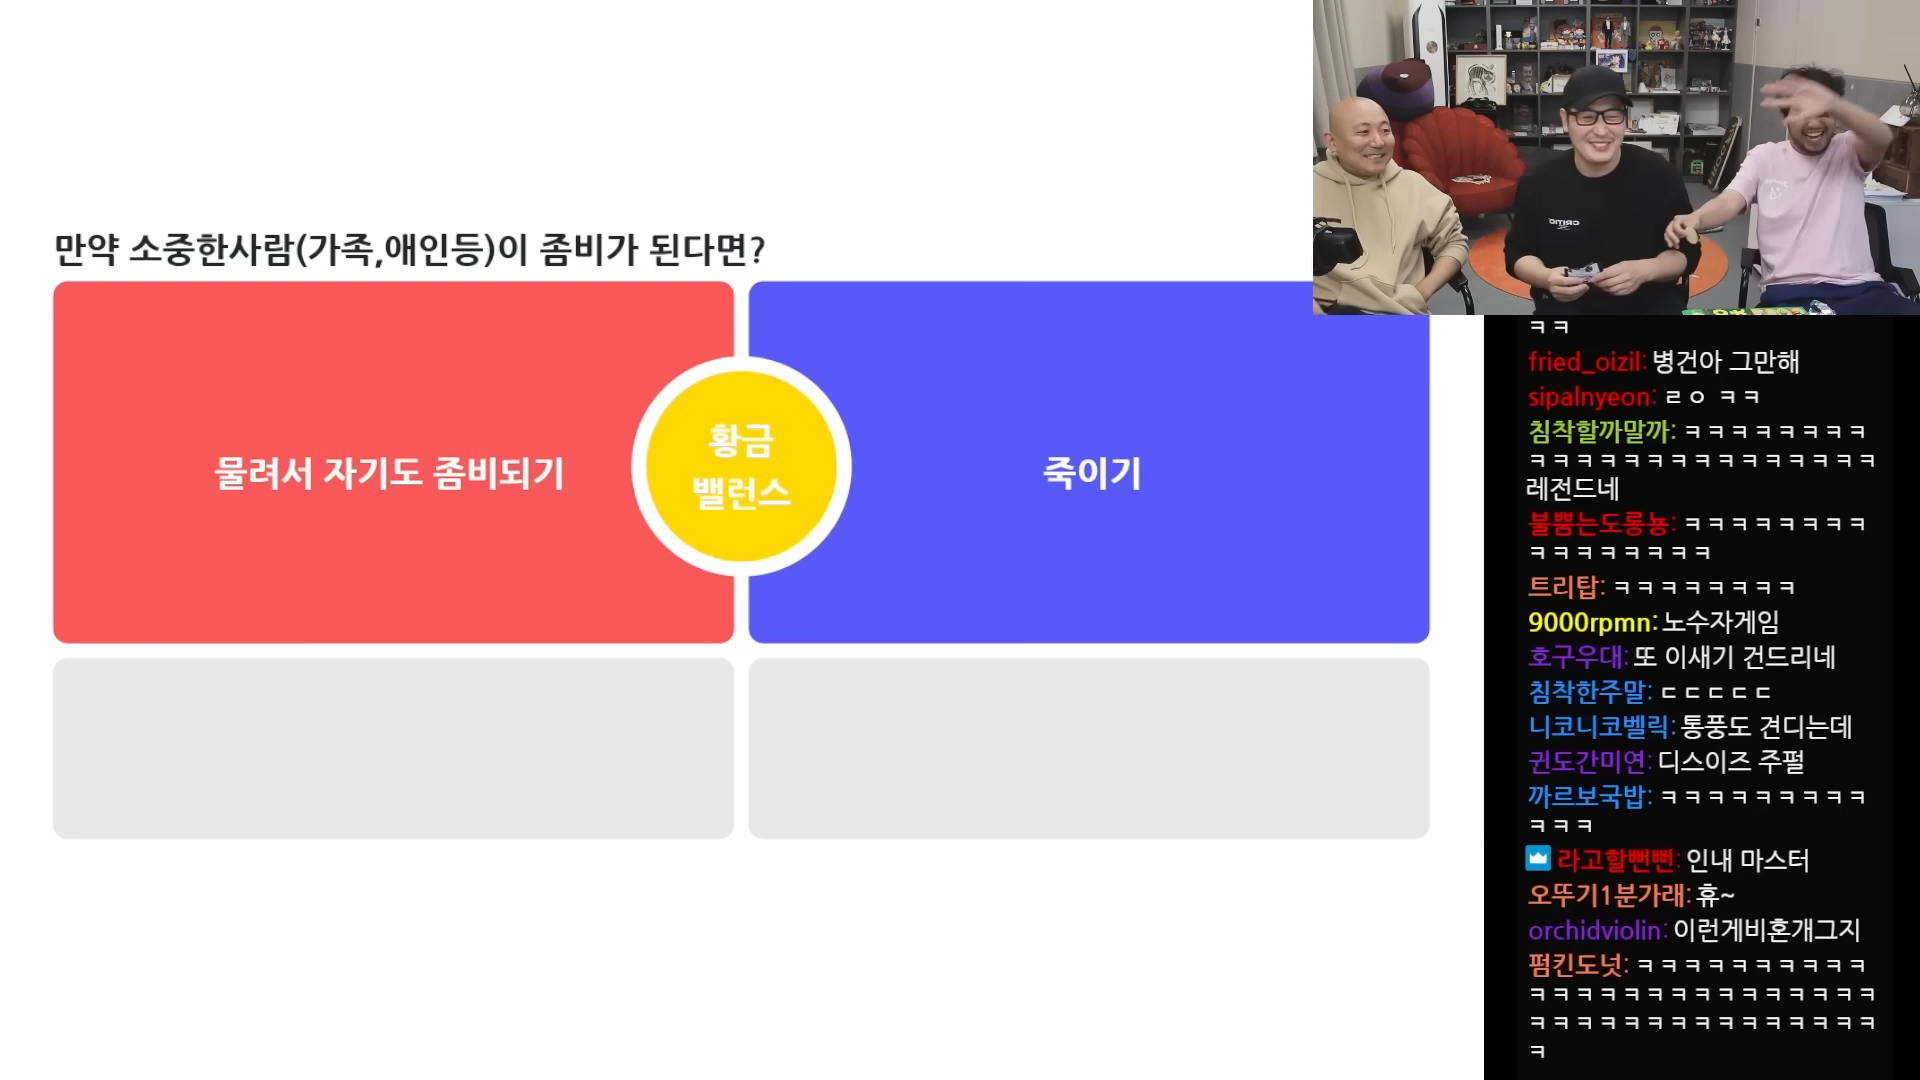 만약 소중한사람(가족,애인등)이 좀비가 된다면?
물려서 자기도 좀비되기
황금
밸런스
죽이기
ㅋㅋ
fried_oizil: 병건아 그만해
sipalnyeon: ㄹㅇ ㅋㅋ
침착할까말까: ㅋㅋㅋㅋㅋㅋㅋㅋ
ㅋㅋㅋㅋㅋㅋㅋㅋㅋㅋㅋㅋㅋㅋㅋ
레전드네
불뿜는도롱뇽: ㅋㅋㅋㅋㅋㅋㅋㅋ
ㅋㅋㅋㅋㅋㅋㅋㅋ
트리탑: ㅋㅋㅋㅋㅋㅋㅋㅋ
9000rpmn: 노수자게임
호구우대: 또 이새기 건드리네
침착한주말: ㄷㄷㄷㄷㄷ
니코니코벨릭: 통풍도 견디는데
귄도간미연: 디스이즈 주펄
까르보국밥: ㅋㅋㅋㅋㅋㅋㅋㅋㅋ
ㅋㅋㅋ
라고할뻔뻔: 인내 마스터
오뚜기1분가래: 휴~
orchidviolin: 이런게비혼개그지
펌킨도넛: ㅋㅋㅋㅋㅋㅋㅋㅋㅋㅋ
ㅋㅋㅋㅋㅋㅋㅋㅋㅋㅋㅋㅋㅋㅋㅋ
ㅋㅋㅋㅋㅋㅋㅋㅋㅋㅋㅋㅋㅋㅋㅋ
ㅋ